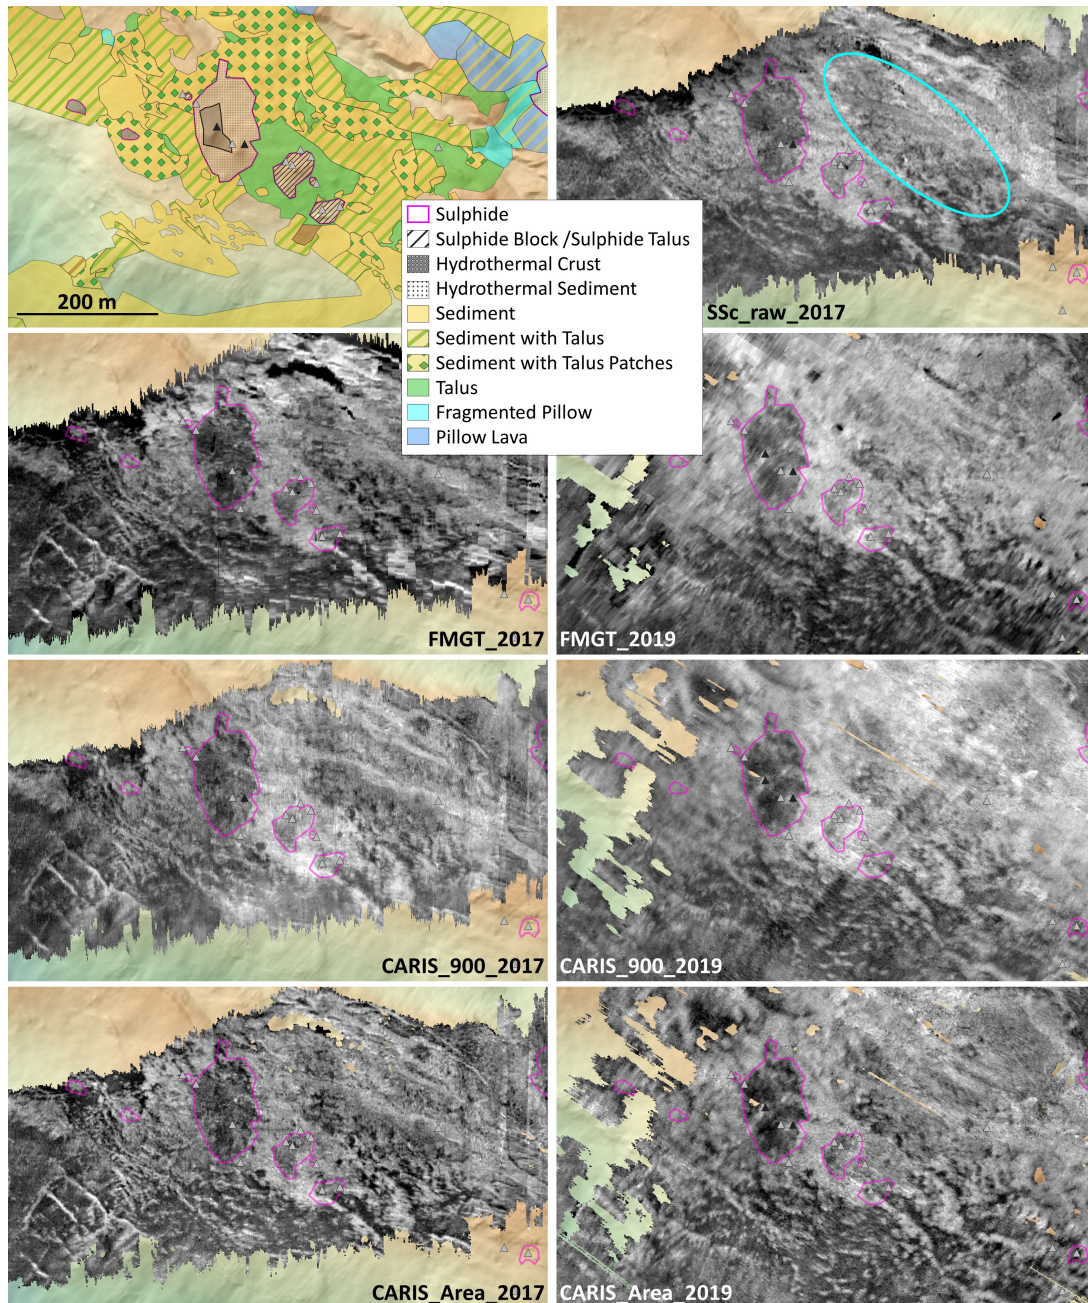 Sulphide
Sulphide Block /Sulphide Talus
Hydrothermal Crust
Hydrothermal Sediment
Sediment
Sediment with Talus
Sediment with Talus Patches
Talus
Fragmented Pillow
Pillow Lava
200 m
SSc_raw_2017
FMGT_2017
FMGT_2019
CARIS_900_2017
CARIS_900_2019
CARIS_Area_2017
CARIS_Area_2019